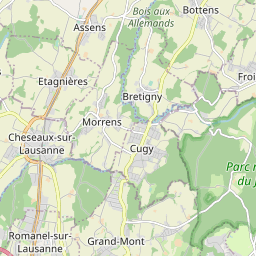 Bottens
Bois aux
Allemands
Assens
Froi
Etagnières
Bretigny
Morrens
Cheseaux-sur-
Lausanne
Cugy
Parc n
du J
Romanel-sur-
Lausanne
Grand-Mont